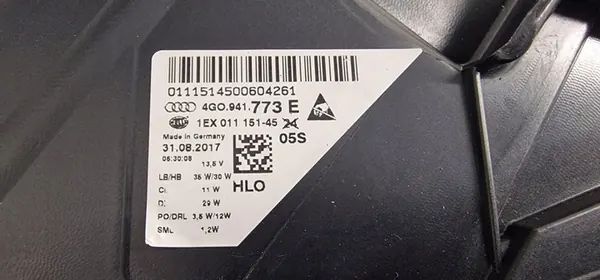 0111514500604261
4G0.941.773 E
1EX 011 151-45 24
Made in Germany
05S
31.08.2017
06:30:08
13,5 V
HLO
LB/HB 35 W/30 W
11 W
29 W
PO/DRL 3,5 W/12W
SML 1,2W